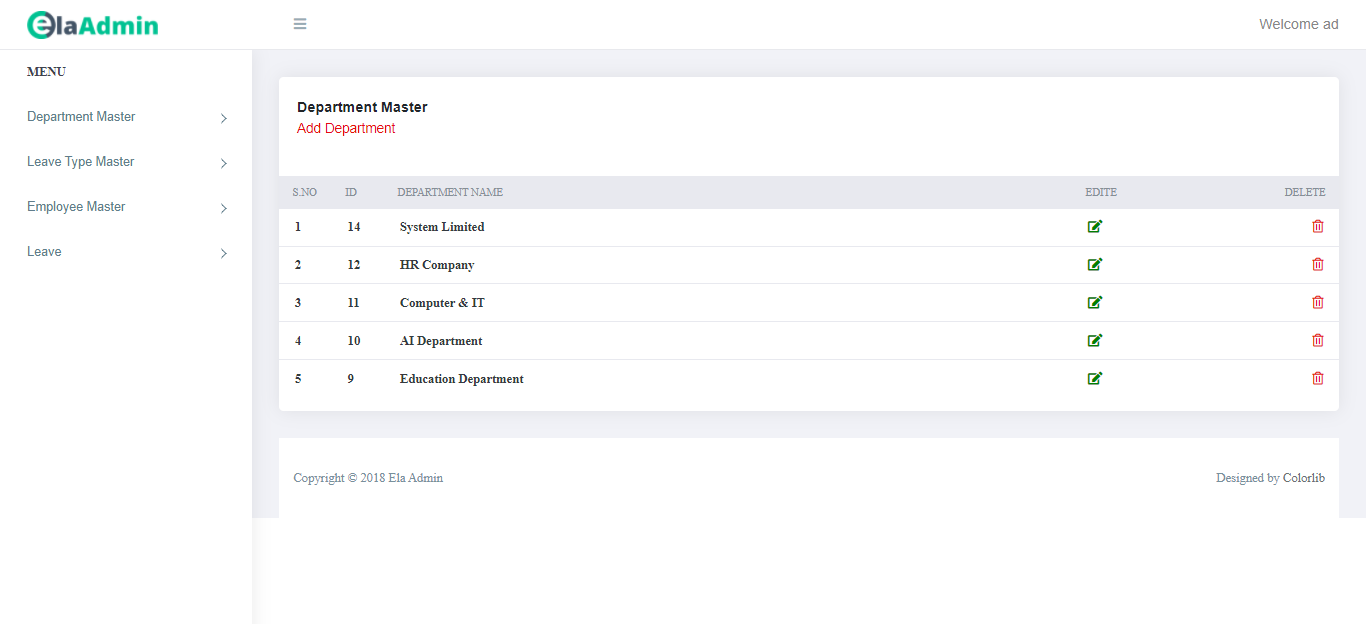 elaAdmin
Welcome ad
MENU
Department Master
Leave Type Master
Employee Master
Leave
Department Master
Add Department
S.NO ID DEPARTMENT NAME EDITE DELETE
1 14 System Limited
2 12 HR Company
3 11 Computer & IT
4 10 AI Department
5 9 Education Department
Copyright © 2018 Ela Admin
Designed by Colorlib